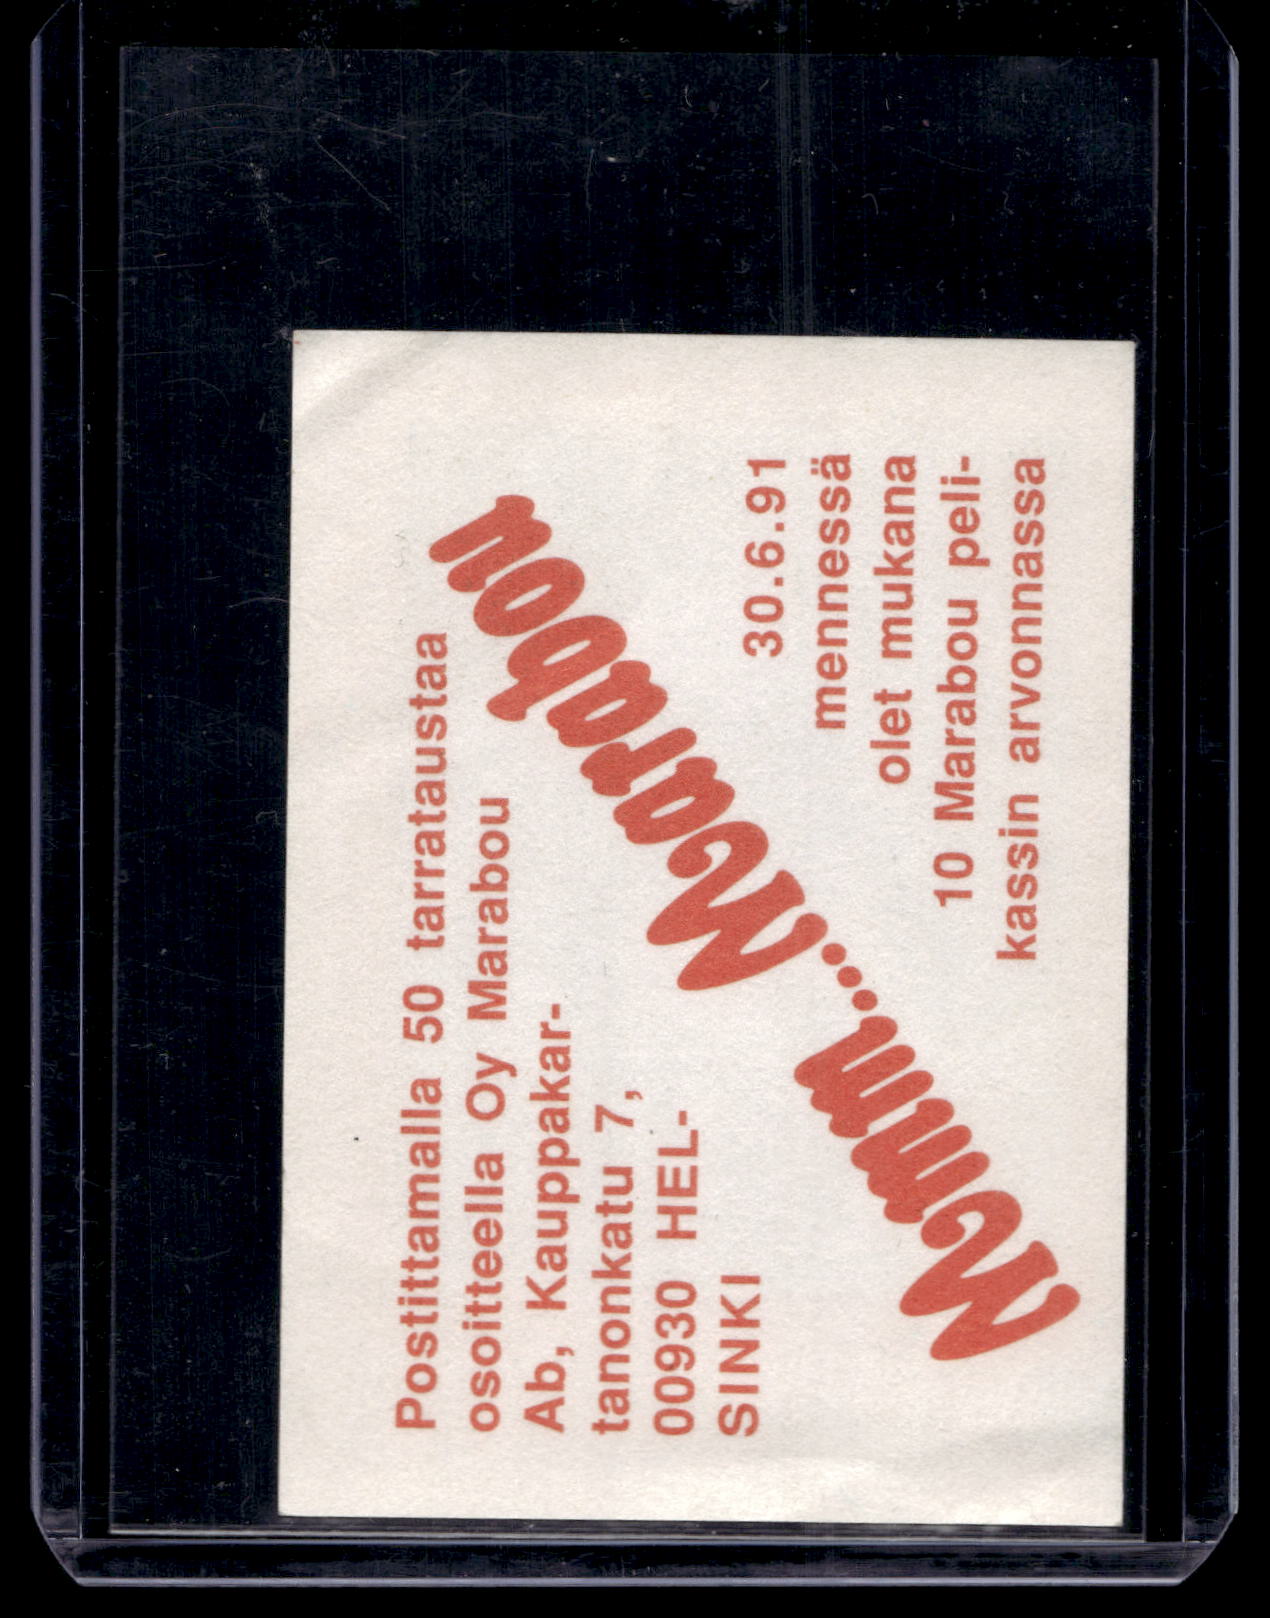 Postittamalla 50 tarrataustaa
osoitteella Oy Marabou
Ab, Kauppakar-
tanonkatu 7,
00930 HEL-
SINKI
Mmm...Marabou
30.6.91
mennessä
olet mukana
10 Marabou peli-
kassin arvonnassa